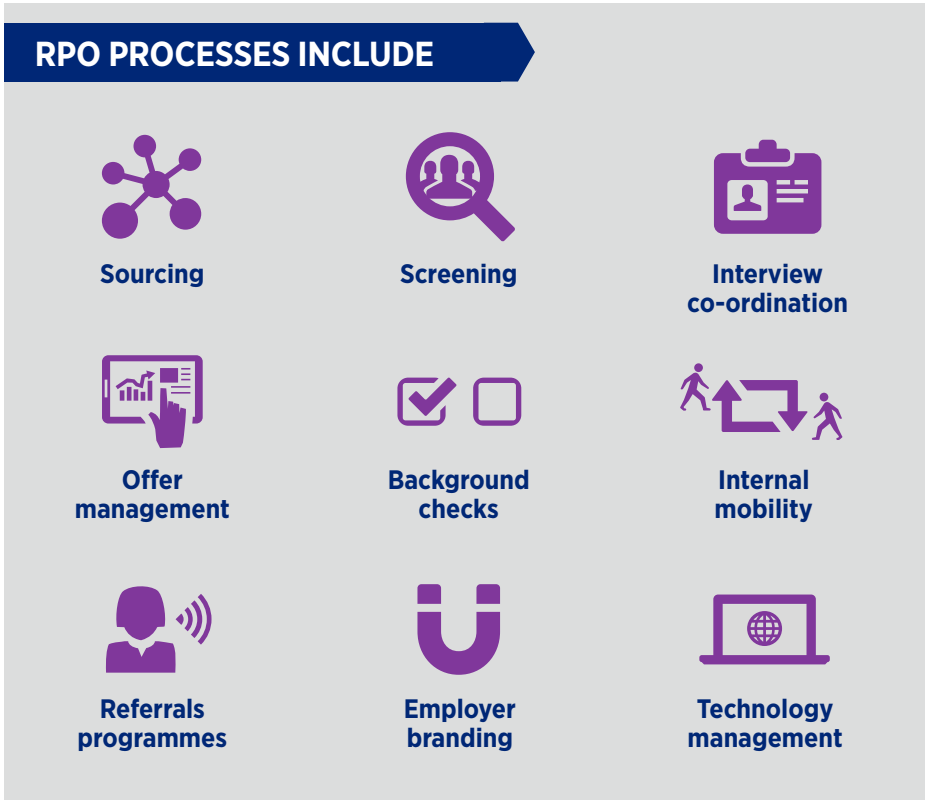 RPO PROCESSES INCLUDE
Sourcing
Screening
Interview
co-ordination
Offer
management
Background
checks
Internal
mobility
Referrals
programmes
Employer
branding
Technology
management